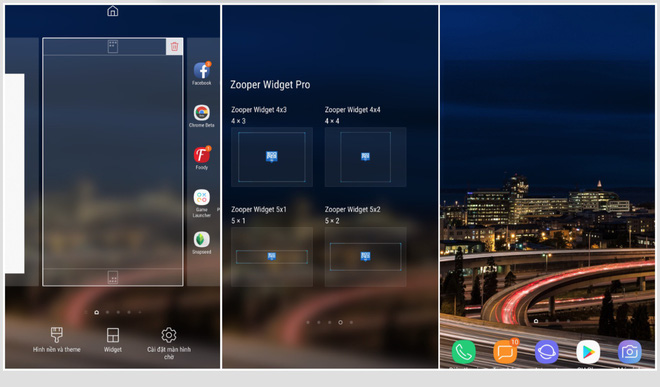 Facebook
Chrome Beta
Foody
Game
Launcher
Snapseed
Hình nền và theme
Widget
Cài đặt màn hình
chờ
Zooper Widget Pro
Zooper Widget 4x3
4 × 3
Zooper Widget 4x4
4 × 4
Zooper Widget 5x1
5 × 1
Zooper Widget 5x2
5 × 2
10